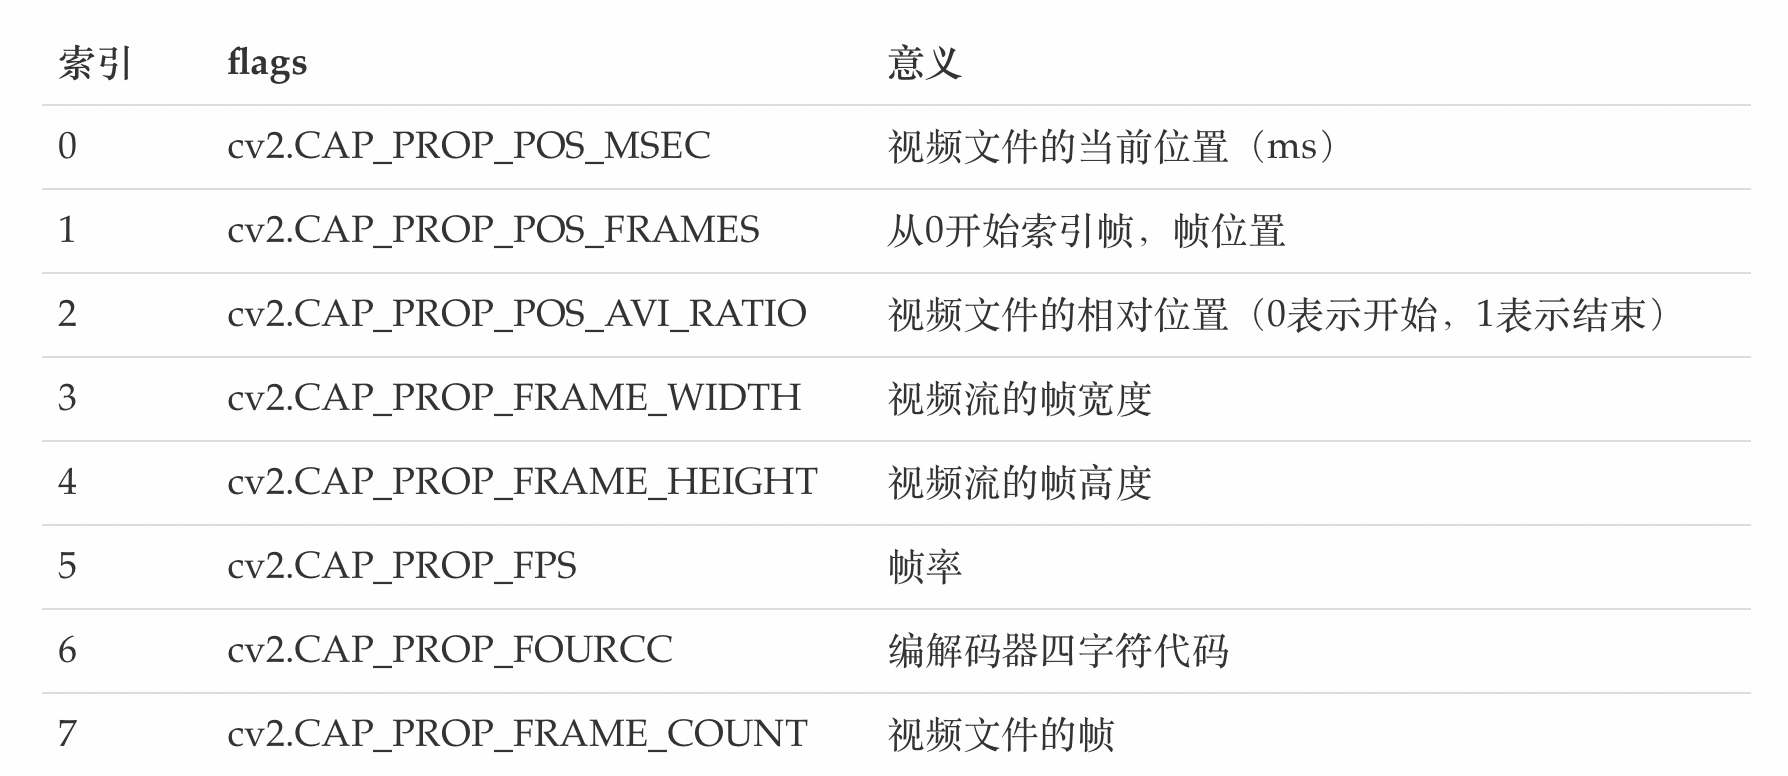 索引 flags 意义
0 cv2.CAP_PROP_POS_MSEC 视频文件的当前位置（ms）
1 cv2.CAP_PROP_POS_FRAMES 从0开始索引帧，帧位置
2 cv2.CAP_PROP_POS_AVI_RATIO 视频文件的相对位置（0表示开始，1表示结束）
3 cv2.CAP_PROP_FRAME_WIDTH 视频流的帧宽度
4 cv2.CAP_PROP_FRAME_HEIGHT 视频流的帧高度
5 cv2.CAP_PROP_FPS 帧率
6 cv2.CAP_PROP_FOURCC 编解码器四字符代码
7 cv2.CAP_PROP_FRAME_COUNT 视频文件的帧